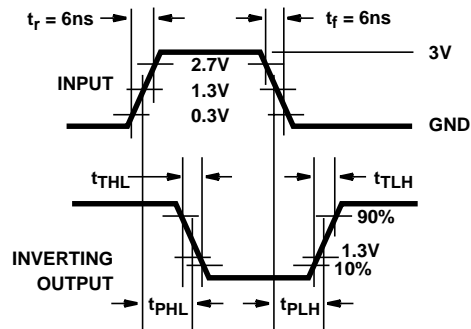 tr = 6ns
tf = 6ns
3V
2.7V
INPUT
1.3V
0.3V
GND
tTHL
tTLH
90%
INVERTING
OUTPUT
1.3V
10%
tPHL
tPLH